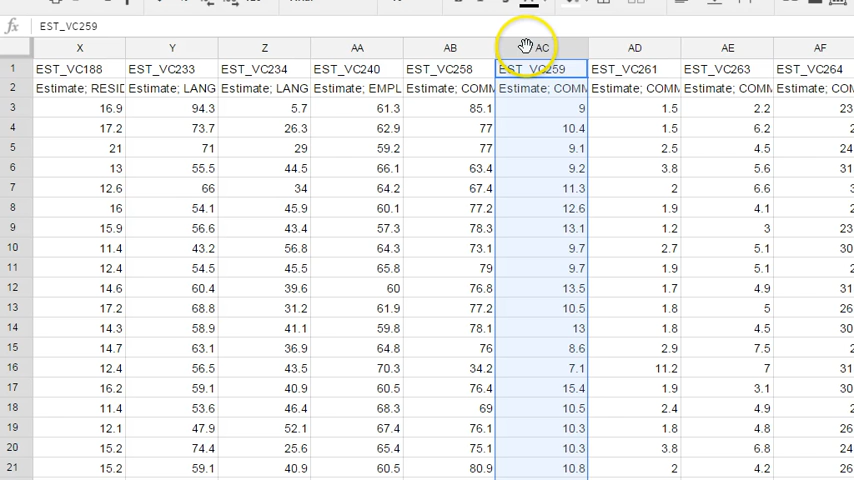 fx EST_VC259
X Y Z AA AB AC AD AE AF
1 EST_VC188 EST_VC233 EST_VC234 EST_VC240 EST_VC258 EST_VC259 EST_VC261 EST_VC263 EST_VC264
2 Estimate; RESID Estimate; LANG Estimate; LANG Estimate; EMPL Estimate; COMM Estimate; COMM Estimate; COMM Estimate; COMM Estimate; COMM
3 16.9 94.3 5.7 61.3 85.1 9 1.5 2.2 23
4 17.2 73.7 26.3 62.9 77 10.4 1.5 6.2
5 21 71 29 59.2 77 9.1 2.5 4.5 24
6 13 55.5 44.5 66.1 63.4 9.2 3.8 5.6 31
7 12.6 66 34 64.2 67.4 11.3 2 6.6
8 16 54.1 45.9 60.1 77.2 12.6 1.9 4.1 2
9 15.9 56.6 43.4 57.3 78.3 13.1 1.2 3 23
10 11.4 43.2 56.8 64.3 73.1 9.7 2.7 5.1 30
11 12.4 54.5 45.5 65.8 79 9.7 1.9 5.1 2
12 14.6 60.4 39.6 60 76.8 13.5 1.7 4.9 31
13 17.2 68.8 31.2 61.9 77.2 10.5 1.8 5 28
14 14.3 58.9 41.1 59.8 78.1 13 1.8 4.5 30
15 14.7 63.1 36.9 64.8 76 8.6 2.9 7.5 2
16 12.4 56.5 43.5 70.3 34.2 7.1 11.2 7 31
17 16.2 59.1 40.9 60.5 76.4 15.4 1.9 3.1 30
18 11.4 53.6 46.4 68.3 69 10.5 2.4 4.9 2
19 12.1 47.9 52.1 67.4 76.1 10.3 1.8 4.8 26
20 15.2 74.4 25.6 65.4 75.1 10.3 3.8 6.8 24
21 15.2 59.1 40.9 60.5 80.9 10.8 2 4.2 26